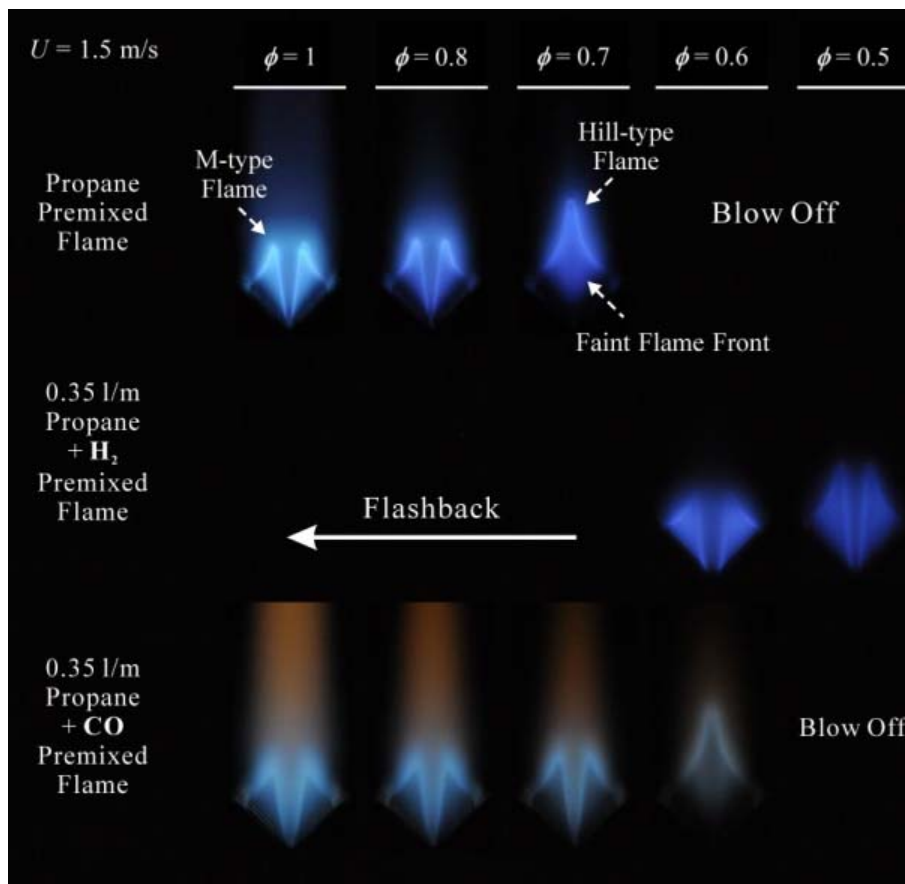 U = 1.5 m/s
ϕ = 1
ϕ = 0.8
ϕ = 0.7
ϕ = 0.6
ϕ = 0.5
Propane
Premixed
Flame
M-type
Flame
Hill-type
Flame
Blow Off
Faint Flame Front
0.35 l/m
Propane
+ H₂
Premixed
Flame
Flashback
0.35 l/m
Propane
+ CO
Premixed
Flame
Blow Off